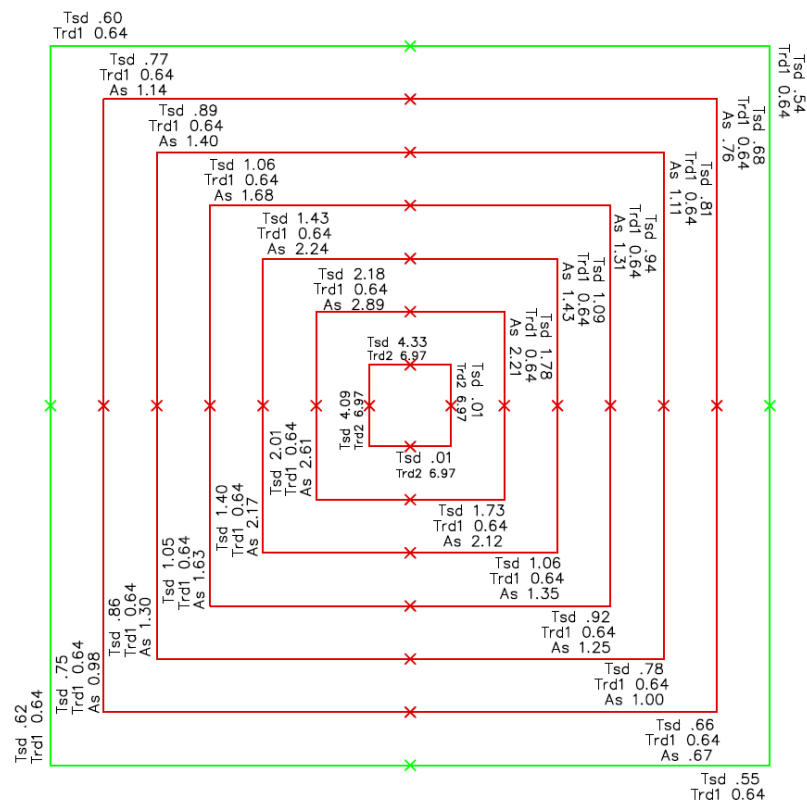 Tsd .60
Trd1 0.64
Tsd .54
Trd1 0.64
Tsd .77
Trd1 0.64
As 1.14
Tsd .68
Trd1 0.64
As .76
Tsd .89
Trd1 0.64
As 1.40
Tsd .81
Trd1 0.64
As 1.11
Tsd 1.06
Trd1 0.64
As 1.68
Tsd .94
Trd1 0.64
As 1.31
Tsd 1.43
Trd1 0.64
As 2.24
Tsd 1.09
Trd1 0.64
As 1.43
Tsd 2.18
Trd1 0.64
As 2.89
Tsd 1.78
Trd1 0.64
As 2.21
Tsd 4.33
Trd2 6.97
Tsd .01
Trd2 6.97
Tsd 4.09
Trd2 6.97
Tsd .01
Trd2 6.97
Tsd 2.01
Trd1 0.64
As 2.61
Tsd 1.73
Trd1 0.64
As 2.12
Tsd 1.40
Trd1 0.64
As 2.17
Tsd 1.06
Trd1 0.64
As 1.35
Tsd 1.05
Trd1 0.64
As 1.63
Tsd .92
Trd1 0.64
As 1.25
Tsd .86
Trd1 0.64
As 1.30
Tsd .78
Trd1 0.64
As 1.00
Tsd .75
Trd1 0.64
As 0.98
Tsd .66
Trd1 0.64
As .67
Tsd .62
Trd1 0.64
Tsd .55
Trd1 0.64